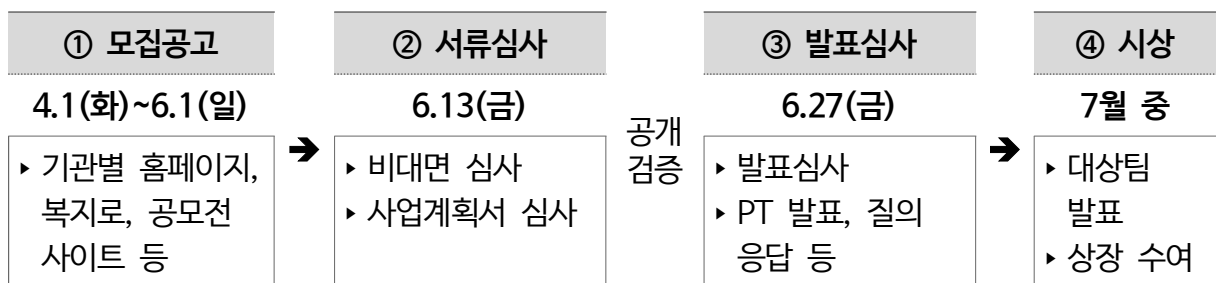 ① 모집공고
4.1(화)~6.1(일)
▸ 기관별 홈페이지,
복지로, 공모전
사이트 등
➔
② 서류심사
6.13(금)
▸ 비대면 심사
▸ 사업계획서 심사
공개
검증
③ 발표심사
6.27(금)
▸ 발표심사
▸ PT 발표, 질의
응답 등
➔
④ 시상
7월 중
▸ 대상팀
발표
▸ 상장 수여